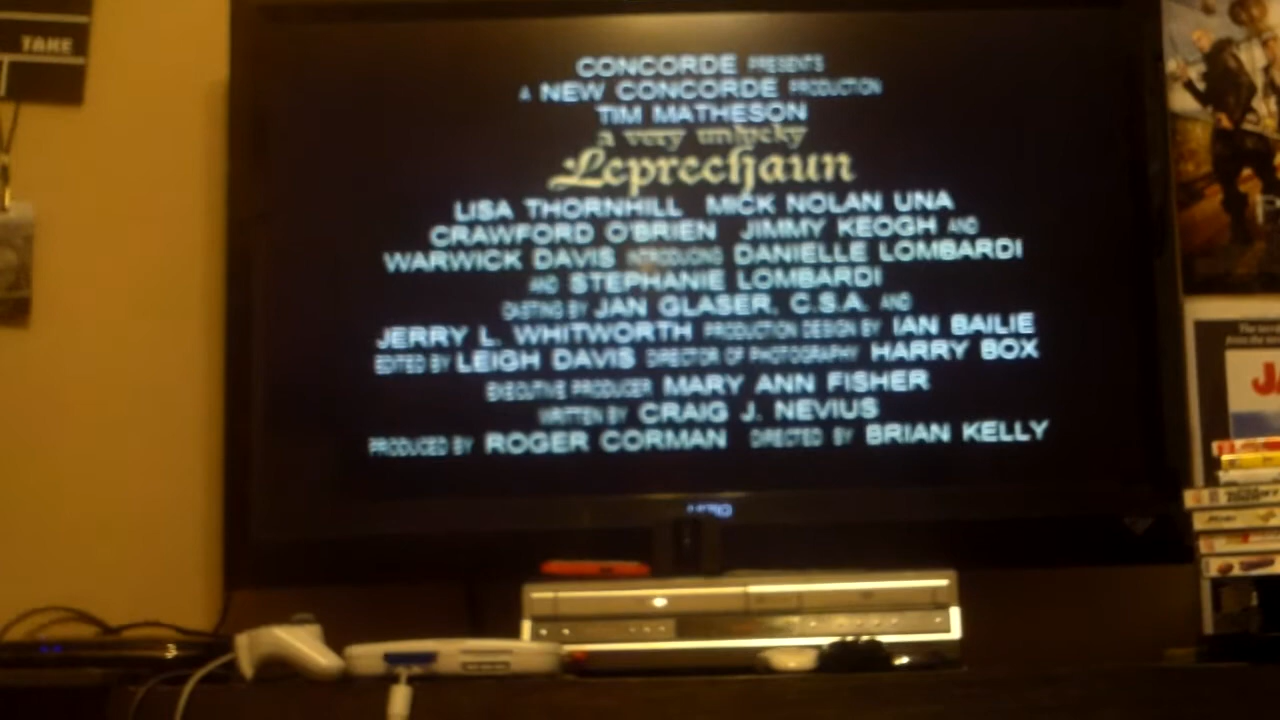 TAKE
CONCORDE PRESENTS
A NEW CONCORDE PRODUCTION
TIM MATHESON
a very unlucky
Leprechaun
LISA THORNHILL MICK NOLAN UNA
CRAWFORD O'BRIEN JIMMY KEOGH AND
WARWICK DAVIS INTRODUCING DANIELLE LOMBARDI
AND STEPHANIE LOMBARDI
CASTING BY JAN GLASER, C.S.A. AND
JERRY L. WHITWORTH PRODUCTION DESIGN BY IAN BAILIE
EDITED BY LEIGH DAVIS DIRECTOR OF PHOTOGRAPHY HARRY BOX
EXECUTIVE PRODUCER MARY ANN FISHER
WRITTEN BY CRAIG J. NEVIUS
PRODUCED BY ROGER CORMAN DIRECTED BY BRIAN KELLY